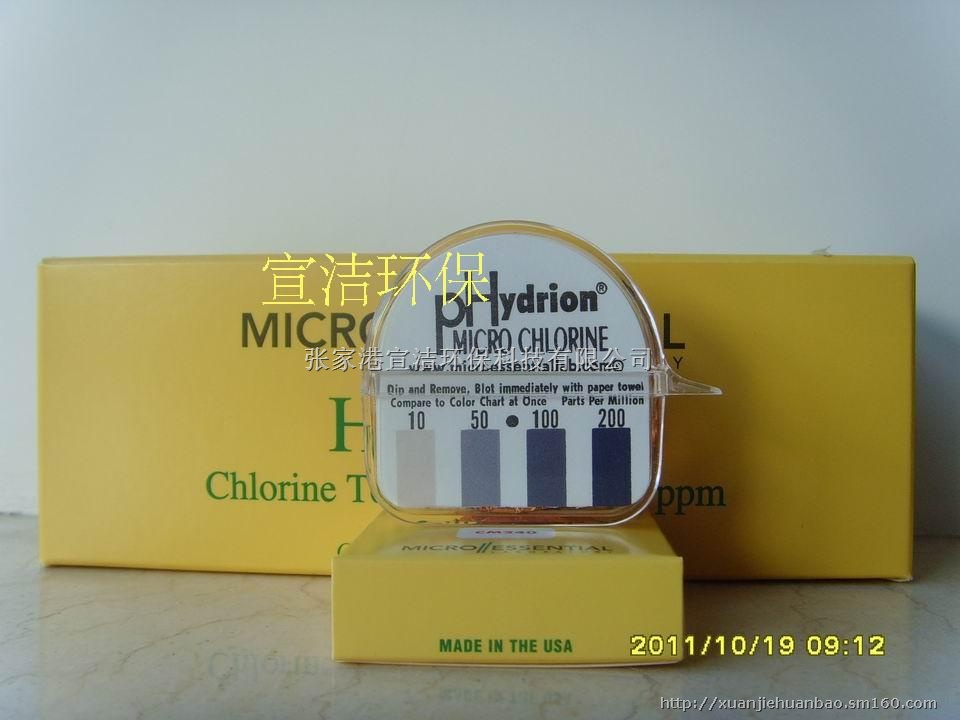 宣洁环保
MICRO
L
pHydrion®
MICRO CHLORINE
张家港宣洁环保科技有限公司
Y
Dip and Remove, Blot immediately with paper towel
Compare to Color Chart at Once Parts Per Million
10 50 • 100 200
H
Chlorine
ppm
CM240
MICRO ESSENTIAL
MADE IN THE USA
2011/10/19 09:12
http://xuanjiehuanbao.sm160.com